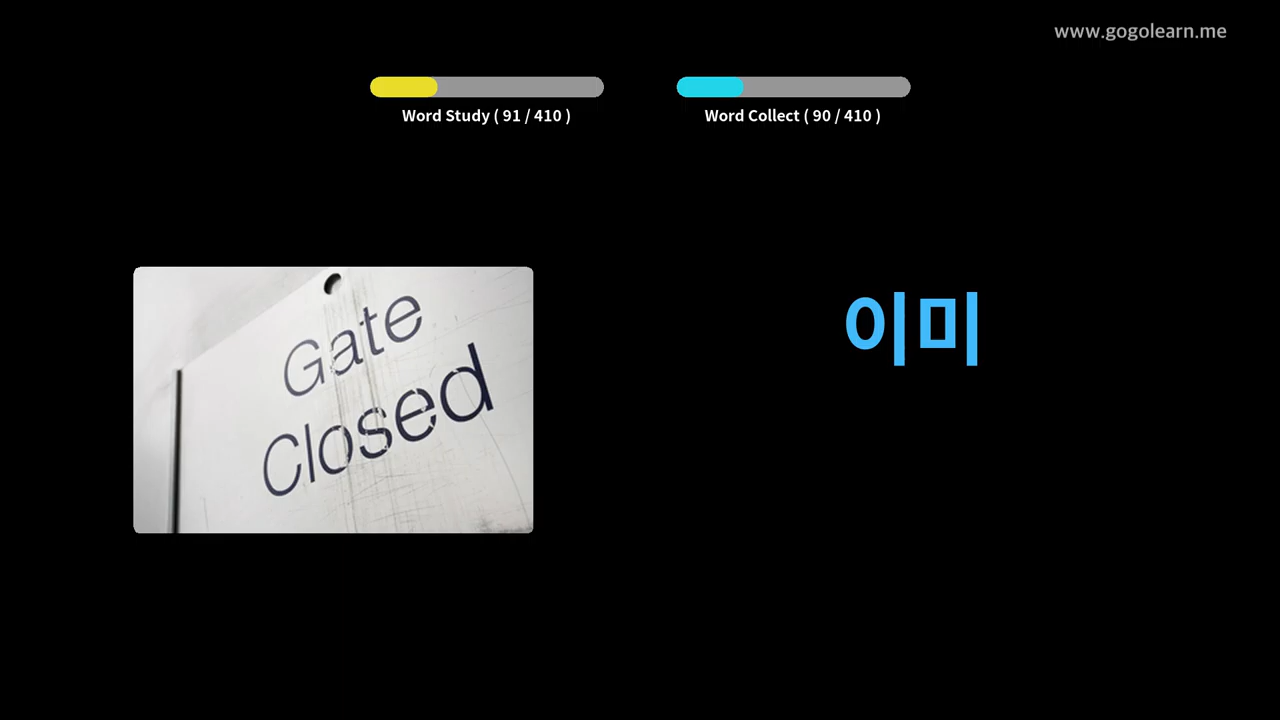 www.gogolearn.me
Word Study ( 91 / 410 )
Word Collect ( 90 / 410 )
Gate
Closed
이미